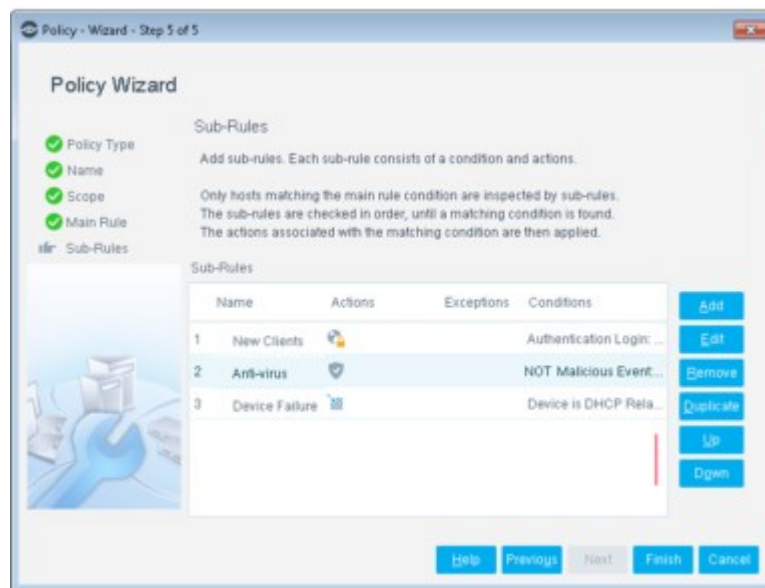 Policy - Wizard - Step 5 of 5
Policy Wizard
Policy Type
Name
Scope
Main Rule
Sub-Rules
Sub-Rules
Add sub-rules. Each sub-rule consists of a condition and actions.
Only hosts matching the main rule condition are inspected by sub-rules.
The sub-rules are checked in order, until a matching condition is found.
The actions associated with the matching condition are then applied.
Sub-Rules
Name Actions Exceptions Conditions
1 New Clients Authentication Login: ...
2 Anti-virus NOT Malicious Event...
3 Device Failure Device is DHCP Rela...
Add
Edit
Remove
Duplicate
Up
Down
Help Previous Next Finish Cancel